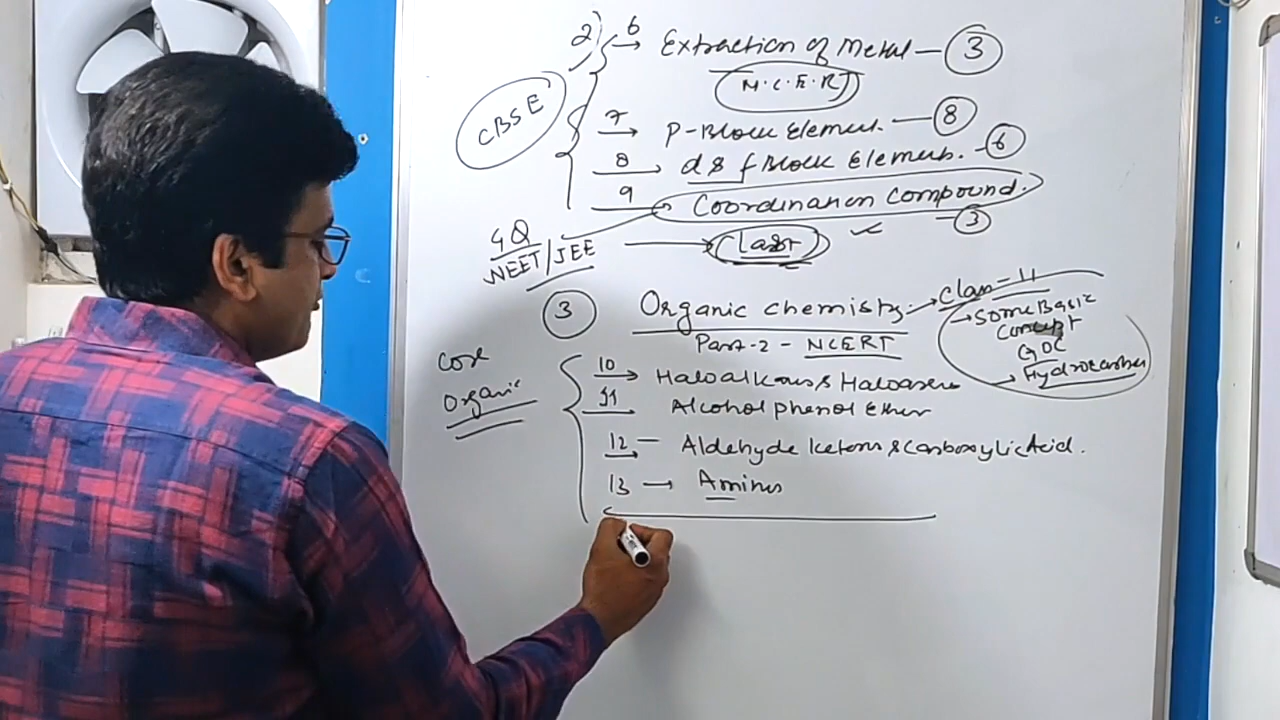 2) 6 → Extraction of Metal — 3
N.C.E.R.T
CBSE
7 → P-Block Element. — 8
8 → d & f Block Elements. — 6
9 → Coordination Compound.
3
4Q
NEET/JEE → Last
3 Organic chemistry → Class-11
Part-2 - NCERT
→ Some Basic
Concept
GOC
→ Hydrocarbon
Core
Organic
10 → Haloalkans & Haloarene
11 Alcohol phenol Ether
12 — Aldehyde ketons & Carboxylic Acid.
13 → Amines